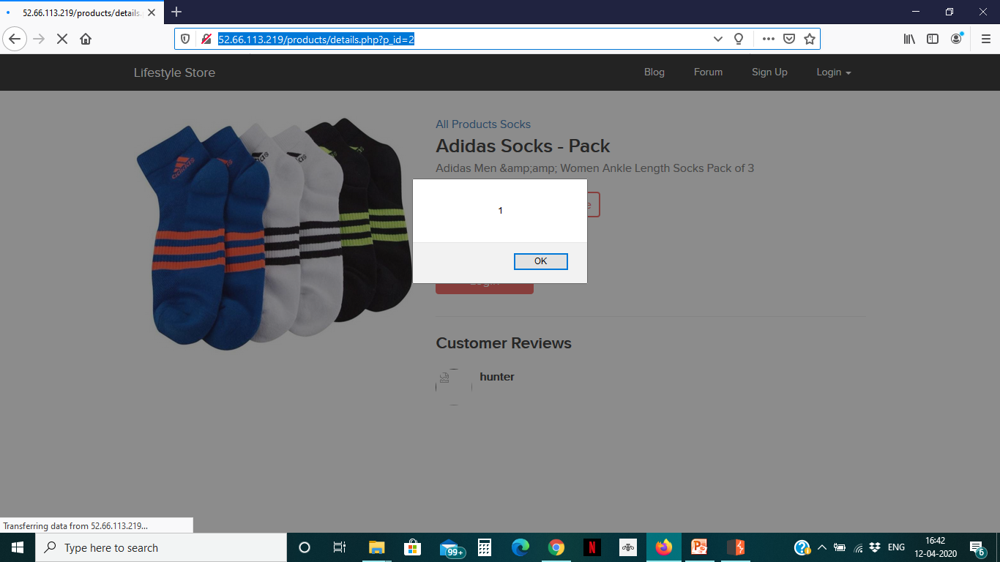 52.66.113.219/products/details.
52.66.113.219/products/details.php?p_id=2
Lifestyle Store
Blog
Forum
Sign Up
Login
All Products Socks
Adidas Socks - Pack
Adidas Men &amp;amp; Women Ankle Length Socks Pack of 3
adidas
1
OK
Login
Customer Reviews
hunter
Transferring data from 52.66.113.219...
Type here to search
99+
ENG
16:42
12-04-2020
6